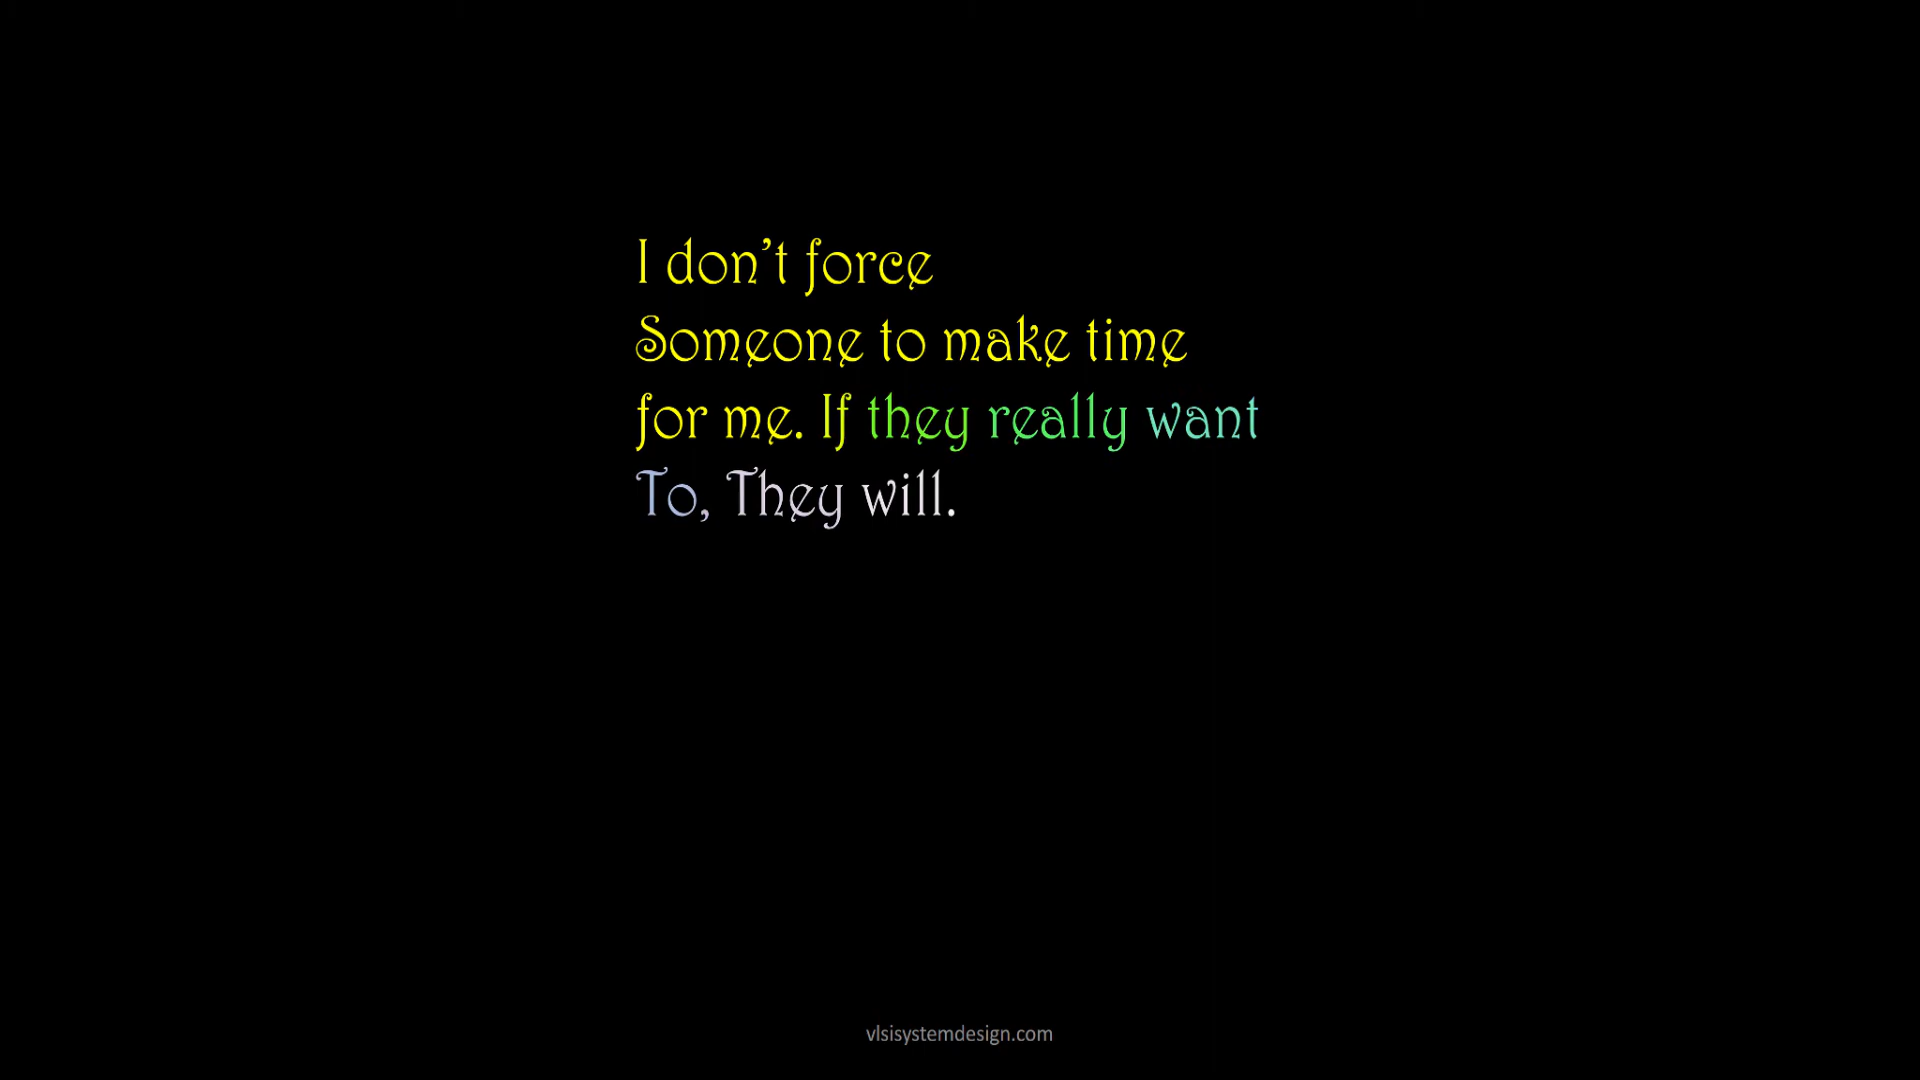 I don’t force
Someone to make time
for me. If they really want
To, They will.
vlsisystemdesign.com